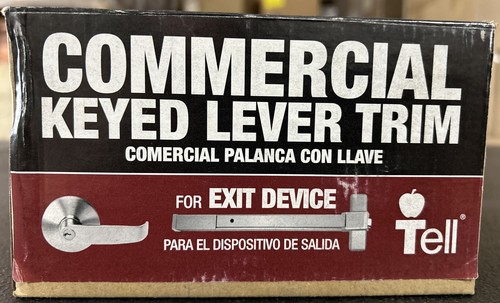 COMMERCIAL
KEYED LEVER TRIM
COMERCIAL PALANCA CON LLAVE
FOR EXIT DEVICE
PARA EL DISPOSITIVO DE SALIDA
Tell®